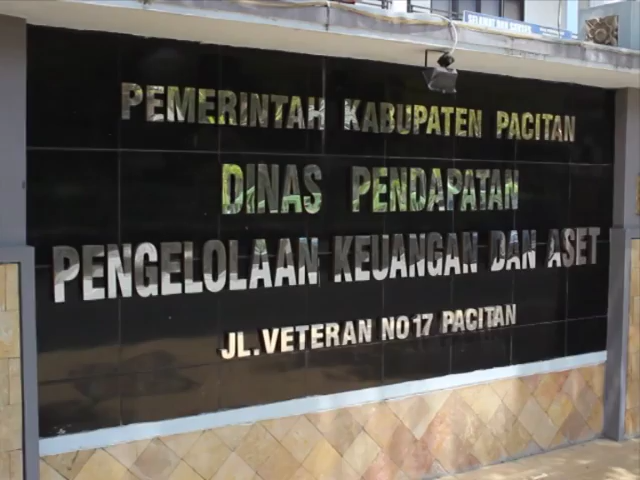 PEMERINTAH KABUPATEN PACITAN
DINAS PENDAPATAN
PENGELOLAAN KEUANGAN DAN ASET
JL.VETERAN NO 17 PACITAN